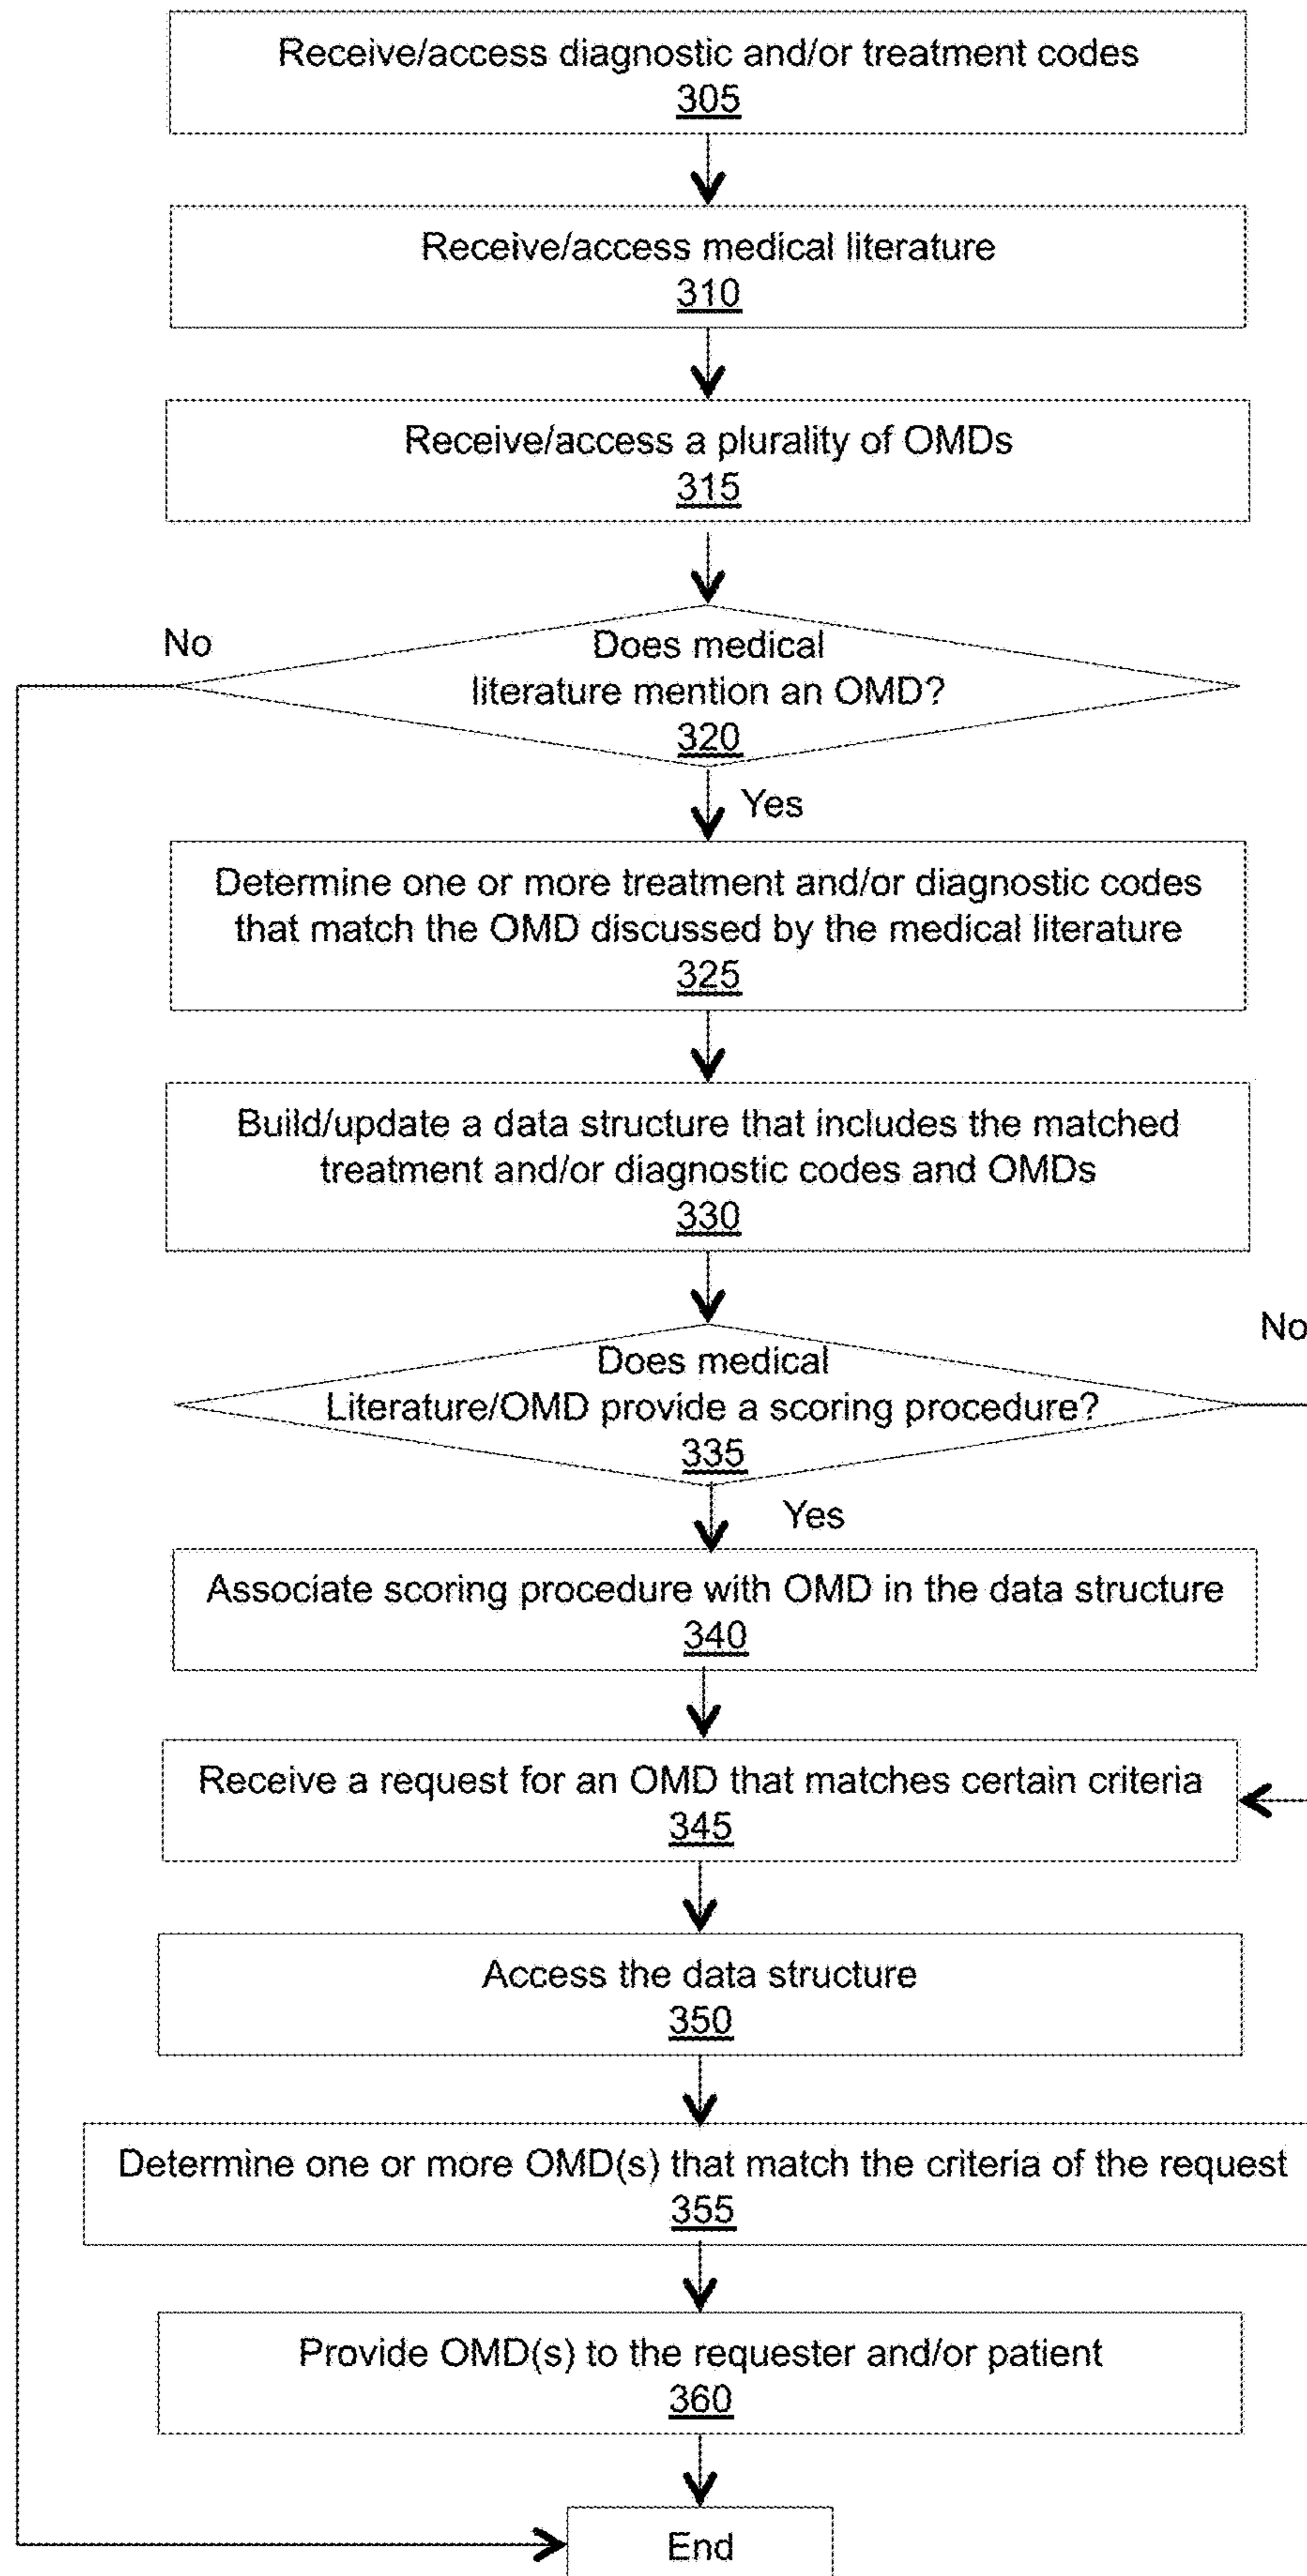 Receive/access diagnostic and/or treatment codes
305
Receive/access medical literature
310
Receive/access a plurality of OMDs
315
No
Does medical
literature mention an OMD?
320
Yes
Determine one or more treatment and/or diagnostic codes
that match the OMD discussed by the medical literature
325
Build/update a data structure that includes the matched
treatment and/or diagnostic codes and OMDs
330
No
Does medical
Literature/OMD provide a scoring procedure?
335
Yes
Associate scoring procedure with OMD in the data structure
340
Receive a request for an OMD that matches certain criteria
345
Access the data structure
350
Determine one or more OMD(s) that match the criteria of the request
355
Provide OMD(s) to the requester and/or patient
360
End